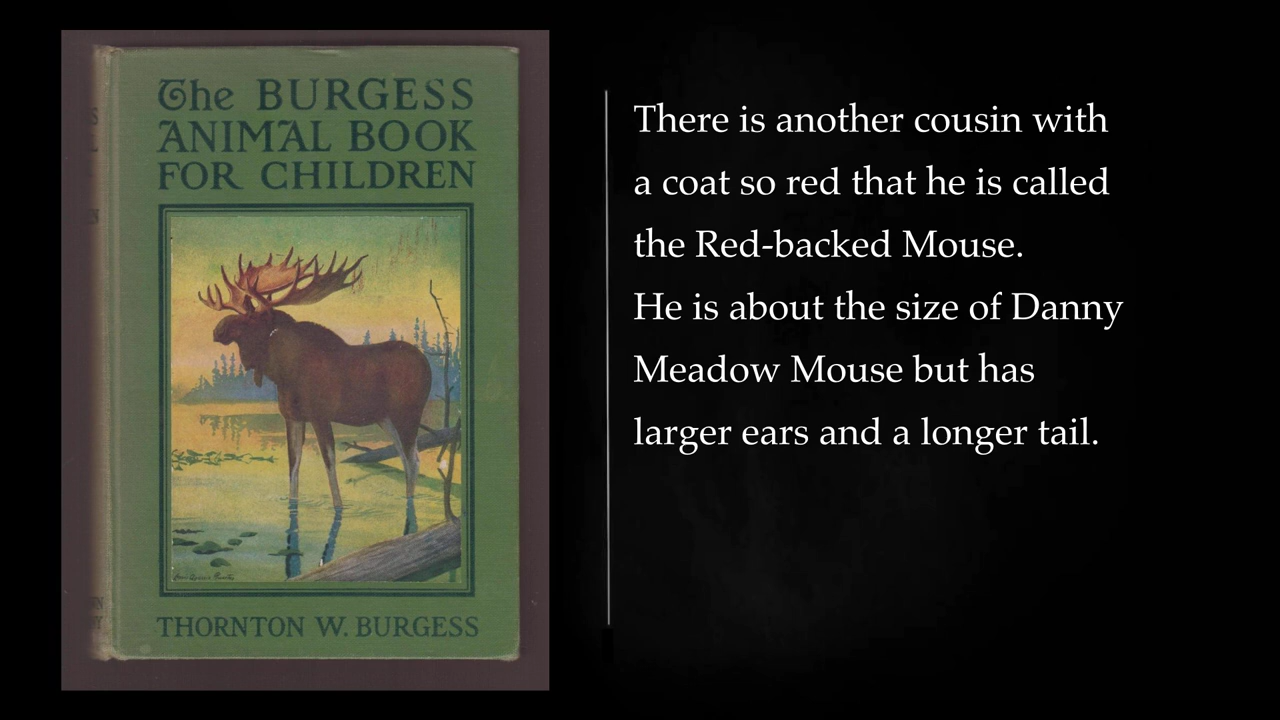 The BURGESS
ANIMAL BOOK
FOR CHILDREN
THORNTON W. BURGESS
There is another cousin with
a coat so red that he is called
the Red-backed Mouse.
He is about the size of Danny
Meadow Mouse but has
larger ears and a longer tail.